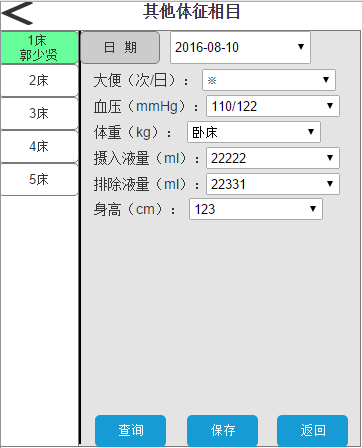 其他体征相目
1床
郭少贤
2床
3床
4床
5床
日 期
2016-08-10
大便（次/日）：
※
血压（mmHg）：
110/122
体重（kg）：
卧床
摄入液量（ml）：
22222
排除液量（ml）：
22331
身高（cm）：
123
查询
保存
返回